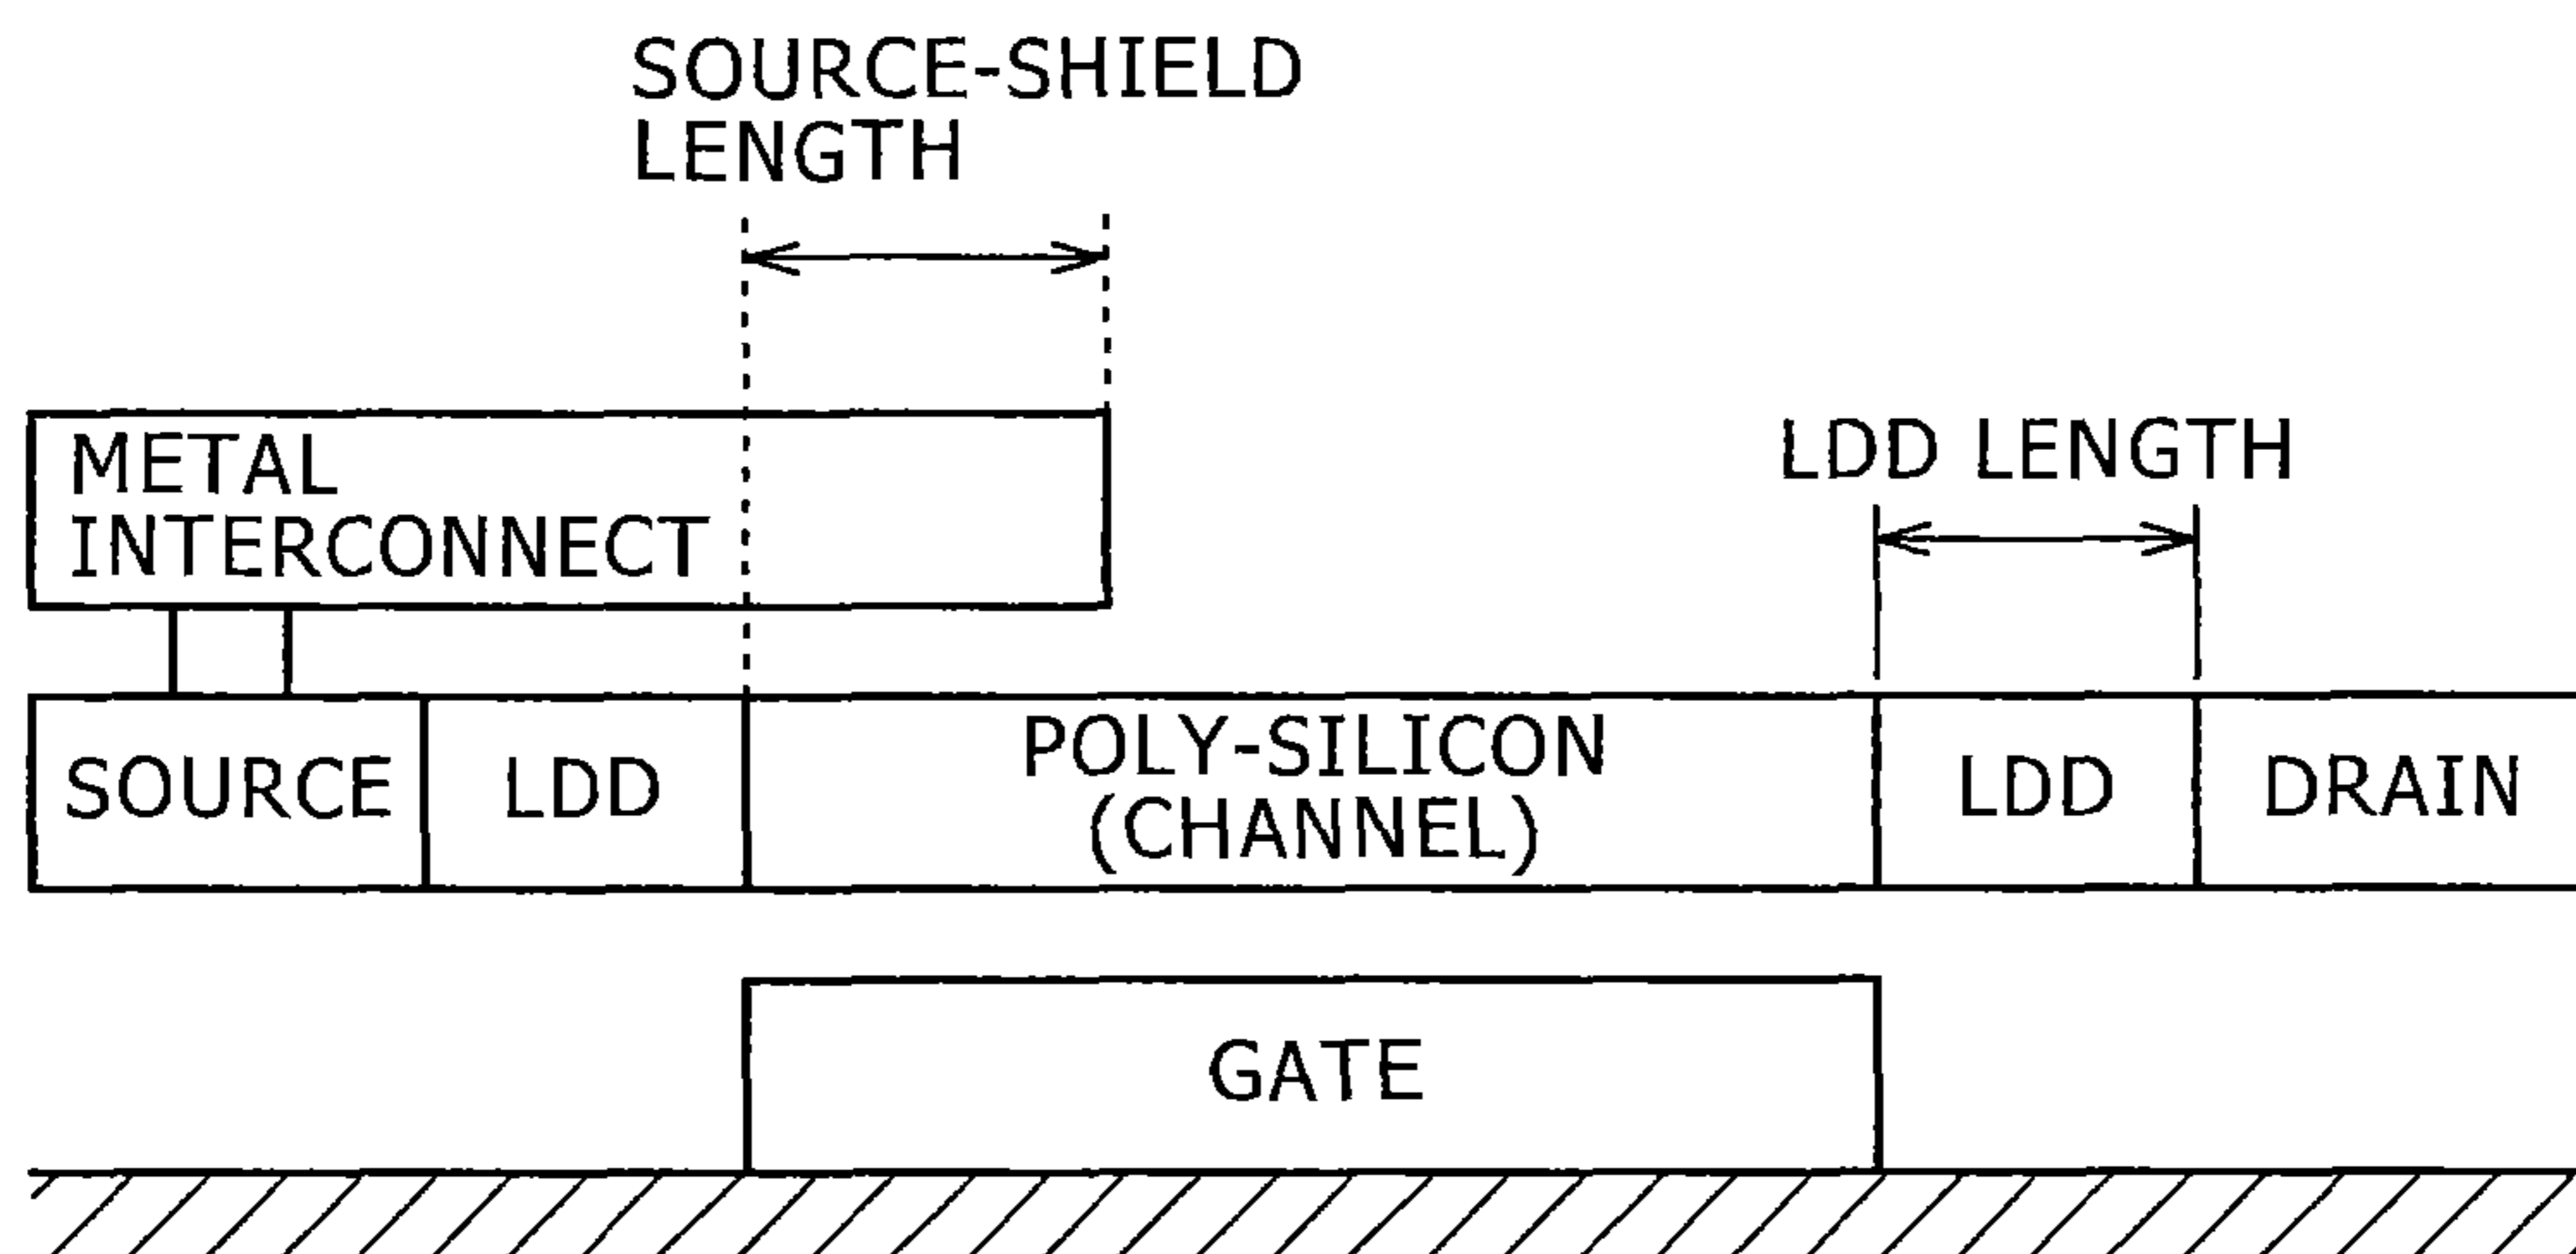 SOURCE-SHIELD
LENGTH
METAL
INTERCONNECT
LDD LENGTH
SOURCE
LDD
POLY-SILICON
(CHANNEL)
LDD
DRAIN
GATE